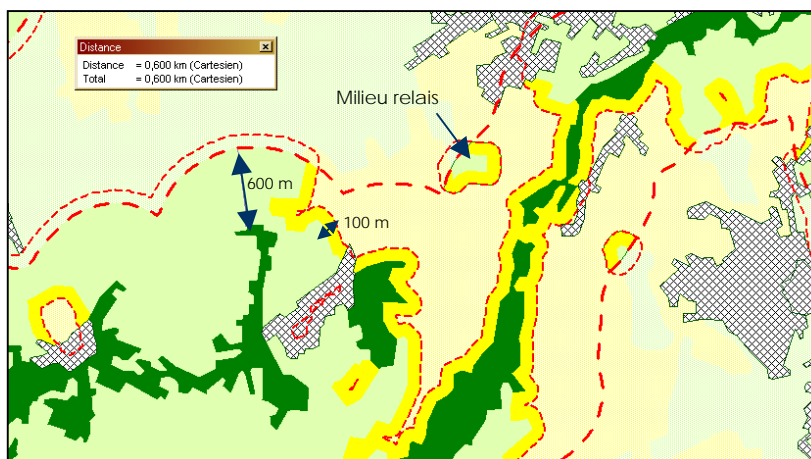 Distance
Distance = 0,600 km (Cartesien)
Total = 0,600 km (Cartesien)
Milieu relais
600 m
100 m